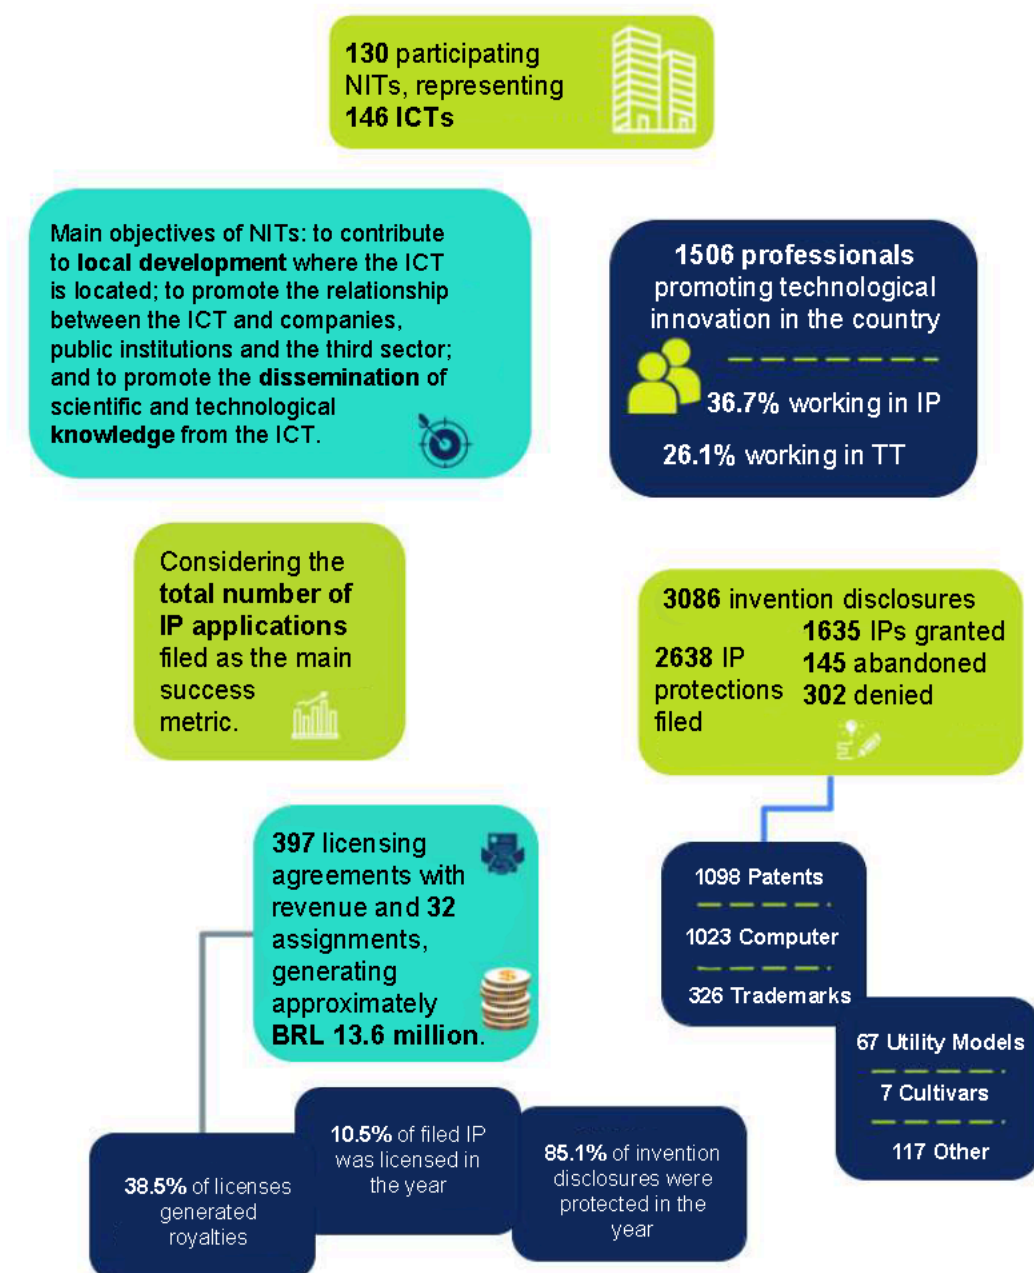 130 participating
NITs, representing
146 ICTs
Main objectives of NITs: to contribute
to local development where the ICT
is located; to promote the relationship
between the ICT and companies,
public institutions and the third sector;
and to promote the dissemination of
scientific and technological
knowledge from the ICT.
1506 professionals
promoting technological
innovation in the country
36.7% working in IP
26.1% working in TT
Considering the
total number of
IP applications
filed as the main
success
metric.
3086 invention disclosures
2638 IP
protections
filed
1635 IPs granted
145 abandoned
302 denied
397 licensing
agreements with
revenue and 32
assignments,
generating
approximately
BRL 13.6 million.
1098 Patents
1023 Computer
326 Trademarks
67 Utility Models
7 Cultivars
117 Other
38.5% of licenses
generated
royalties
10.5% of filed IP
was licensed in
the year
85.1% of invention
disclosures were
protected in the
year